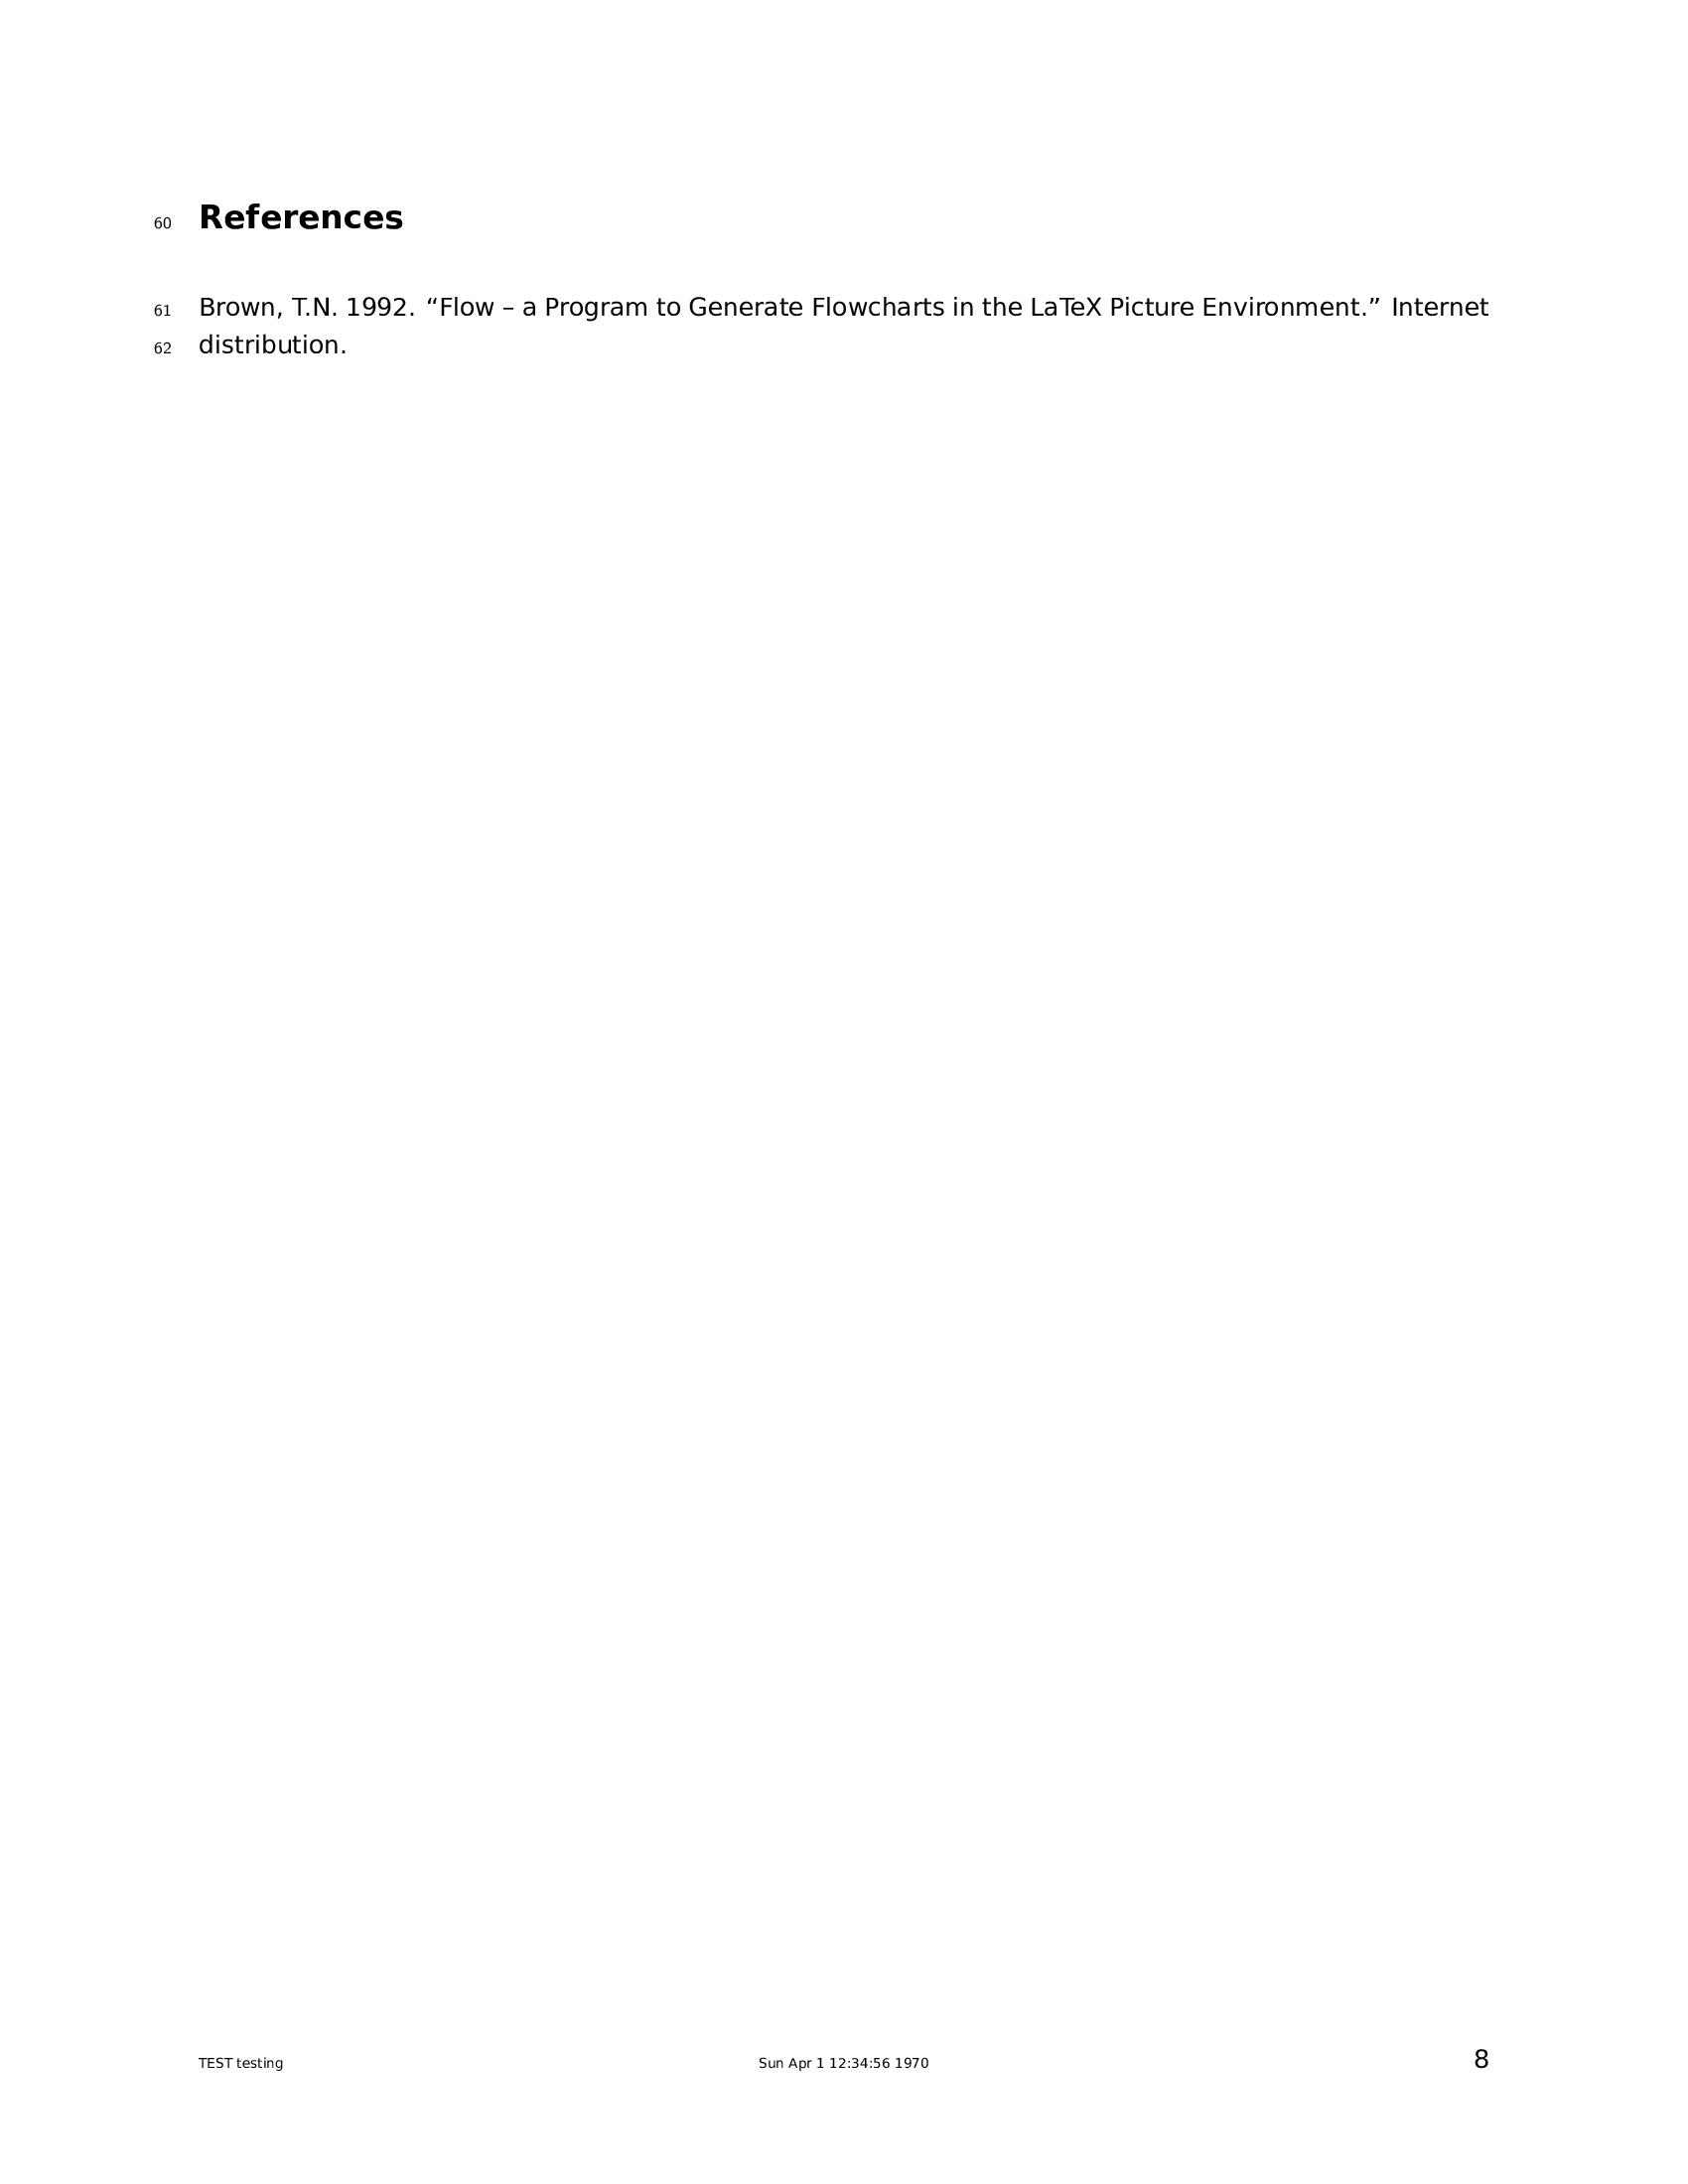 60 References
61 Brown, T.N. 1992. “Flow – a Program to Generate Flowcharts in the LaTeX Picture Environment.” Internet
62 distribution.
TEST testing Sun Apr 1 12:34:56 1970 8